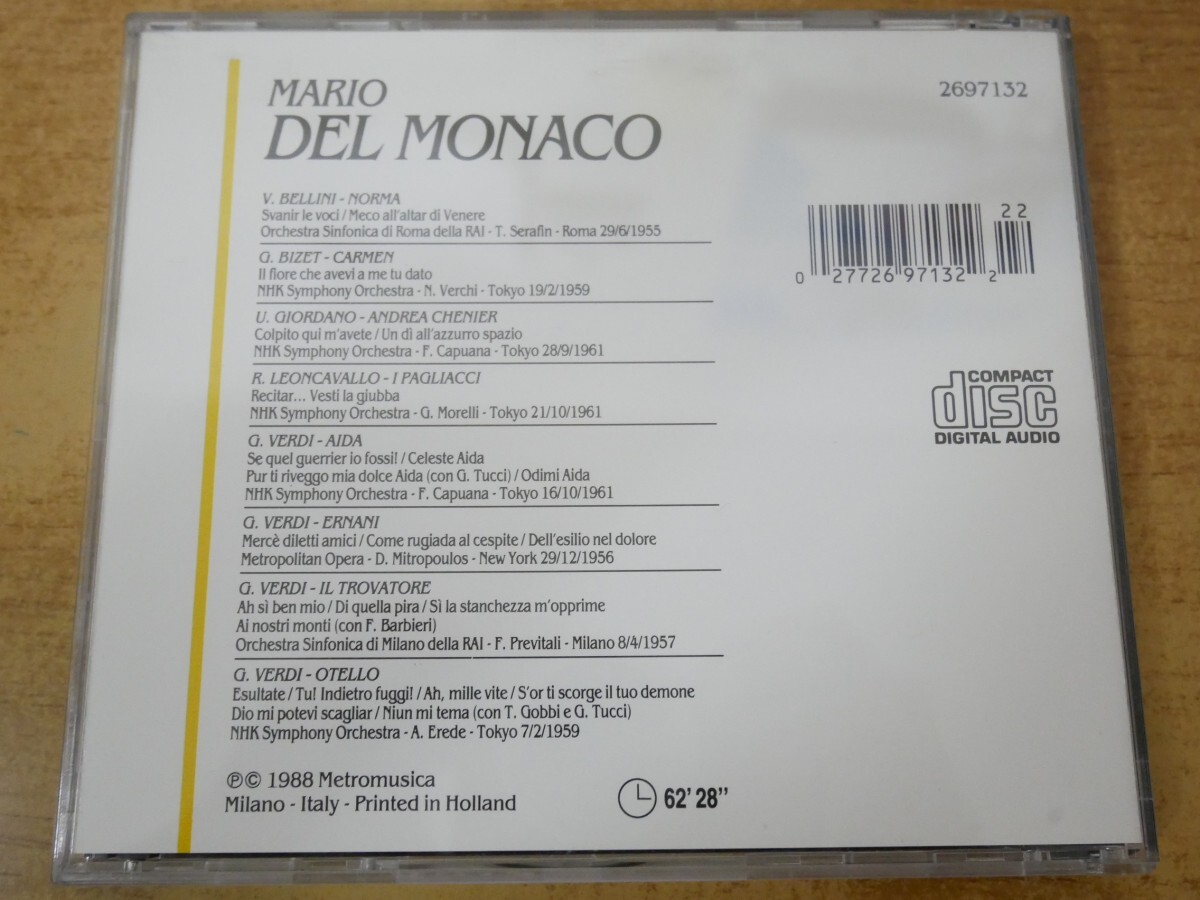 MARIO
DEL MONACO
2697132
V. BELLINI - NORMA
Svanir le voci / Meco all'altar di Venere
Orchestra Sinfonica di Roma della RAI - T. Serafin - Roma 29/6/1955
G. BIZET - CARMEN
Il fiore che avevi a me tu dato
NHK Symphony Orchestra - N. Verchi - Tokyo 19/2/1959
U. GIORDANO - ANDREA CHENIER
Colpito qui m'avete / Un dì all'azzurro spazio
NHK Symphony Orchestra - F. Capuana - Tokyo 28/9/1961
R. LEONCAVALLO - I PAGLIACCI
Recitar... Vesti la giubba
NHK Symphony Orchestra - G. Morelli - Tokyo 21/10/1961
G. VERDI - AIDA
Se quel guerrier io fossi! / Celeste Aida
Pur ti riveggo mia dolce Aida (con G. Tucci) / Odimi Aida
NHK Symphony Orchestra - F. Capuana - Tokyo 16/10/1961
G. VERDI - ERNANI
Mercè diletti amici / Come rugiada al cespite / Dell'esilio nel dolore
Metropolitan Opera - D. Mitropoulos - New York 29/12/1956
G. VERDI - IL TROVATORE
Ah sì ben mio / Di quella pira / Sì la stanchezza m'opprime
Ai nostri monti (con F. Barbieri)
Orchestra Sinfonica di Milano della RAI - F. Previtali - Milano 8/4/1957
G. VERDI - OTELLO
Esultate / Tu! Indietro fuggi! / Ah, mille vite / S'or ti scorge il tuo demone
Dio mi potevi scagliar / Niun mi tema (con T. Gobbi e G. Tucci)
NHK Symphony Orchestra - A. Erede - Tokyo 7/2/1959
℗© 1988 Metromusica
Milano - Italy - Printed in Holland
62' 28"
22
0 27726 97132 2
COMPACT
disc
DIGITAL AUDIO